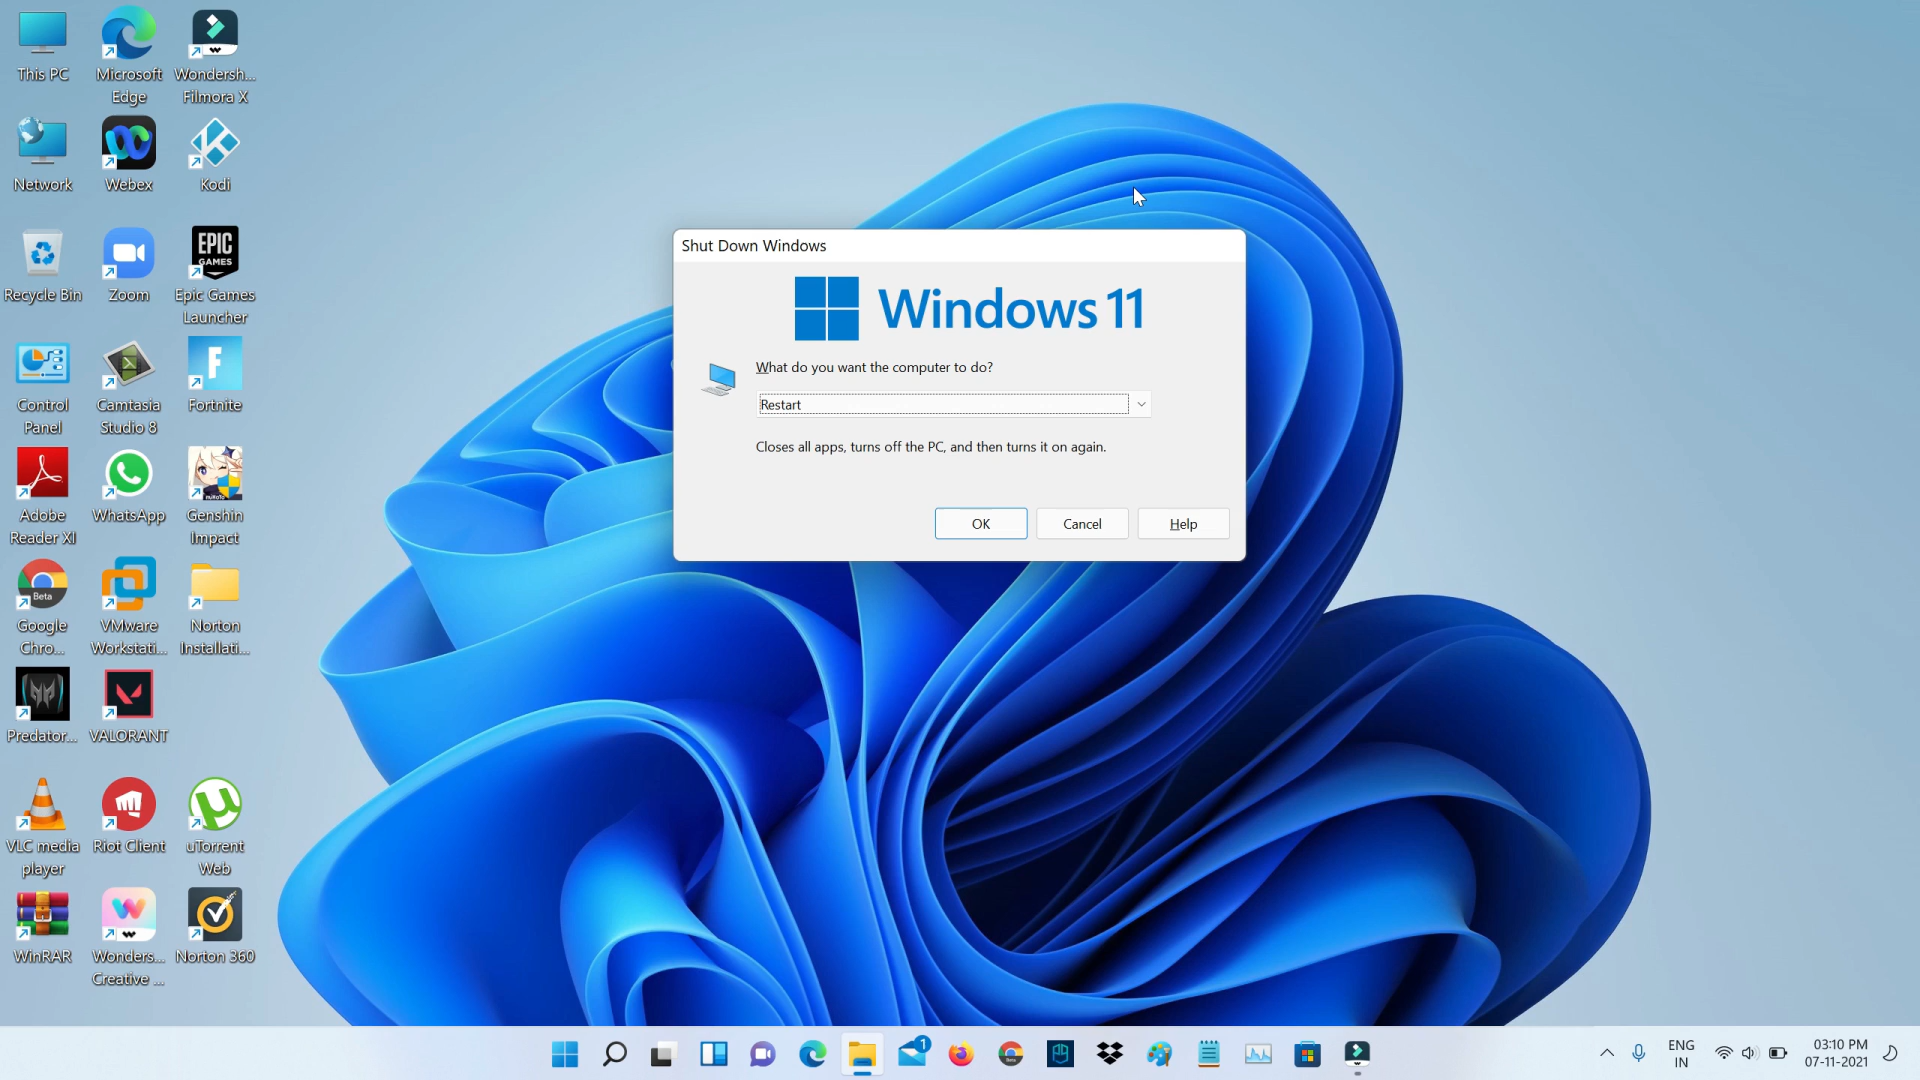 This PC
Microsoft
Edge
Wondersh...
Filmora X
Network
Webex
Kodi
Recycle Bin
Zoom
EPIC
GAMES
Epic Games
Launcher
Control
Panel
Camtasia
Studio 8
Fortnite
Adobe
Reader XI
WhatsApp
Genshin
Impact
Beta
Google
Chro...
VMware
Workstati...
Norton
Installati...
Predator...
VALORANT
VLC media
player
Riot Client
uTorrent
Web
WinRAR
Wonders...
Creative ...
Norton 360
Shut Down Windows
Windows 11
What do you want the computer to do?
Restart
Closes all apps, turns off the PC, and then turns it on again.
OK
Cancel
Help
1
ENG
IN
03:10 PM
07-11-2021